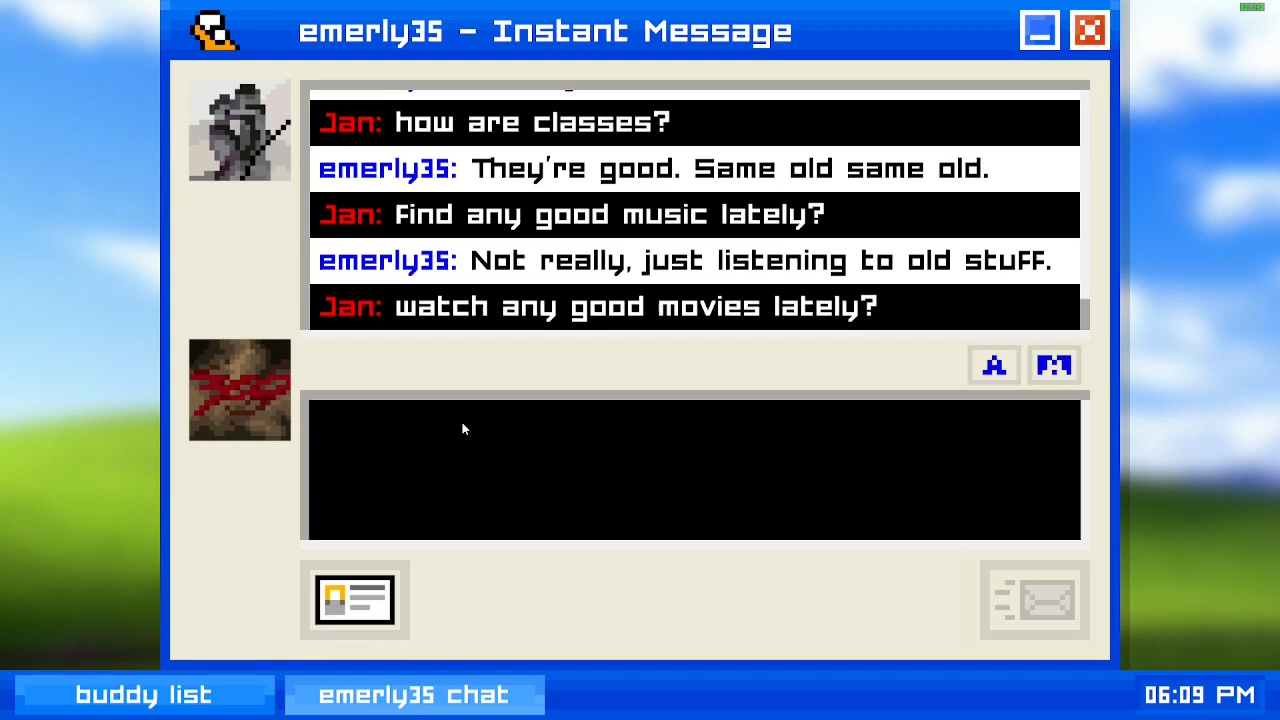 emerly35 - Instant Message
Jan: how are classes?
emerly35: They're good. Same old same old.
Jan: Find any good music lately?
emerly35: Not really, just listening to old stuff.
Jan: watch any good movies lately?
A
buddy list
emerly35 chat
06:09 PM